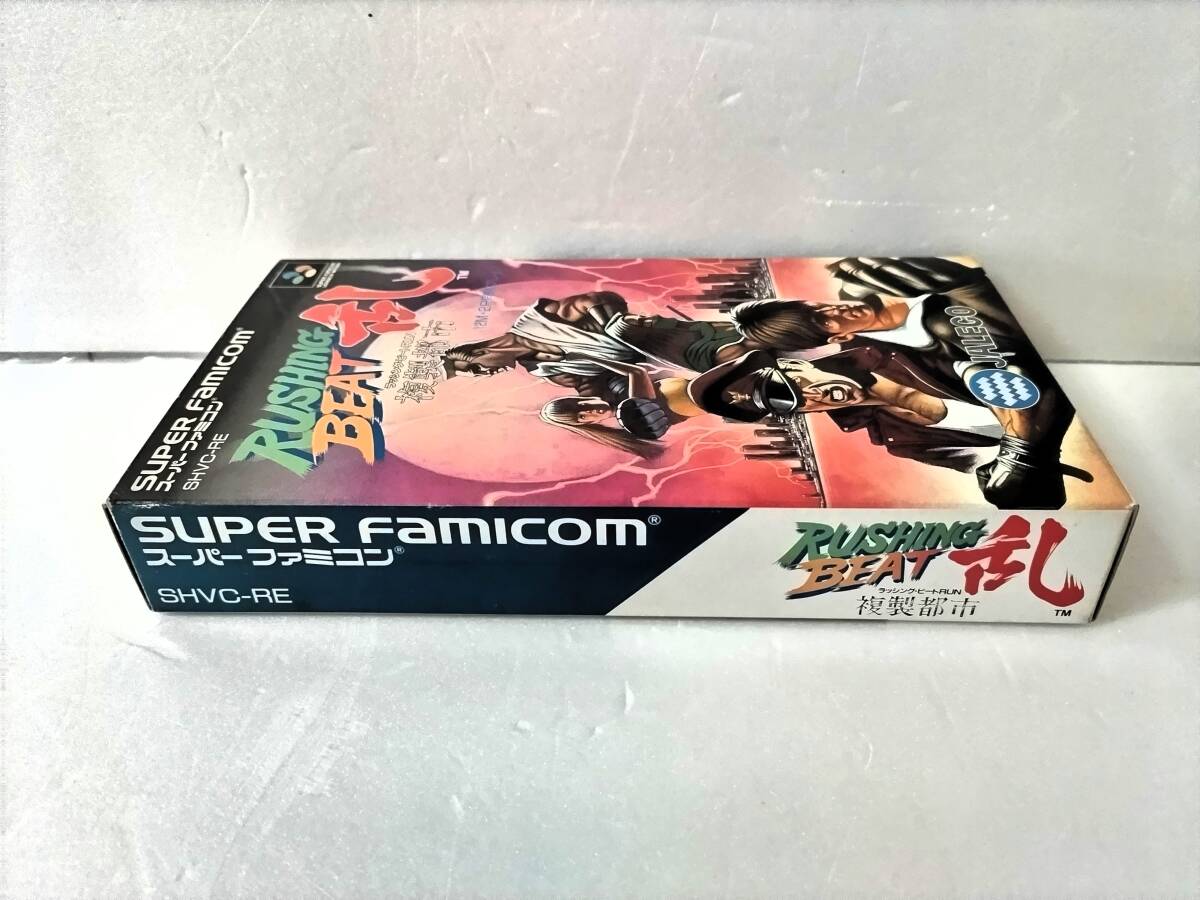 SUPER FAMICOM®
スーパーファミコン®
SHVC-RE
RUSHING
BEAT 乱 ™
ラッシング・ビートRUN
複製都市
JALECO
SUPER FAMICOM®
スーパーファミコン®
SHVC-RE
RUSHING
BEAT 乱 ™
ラッシング・ビートRUN
複製都市